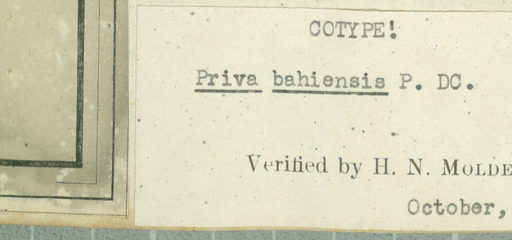 COTYPE!
Priva bahiensis P. DC.
Verified by H. N. MOLDE
October,